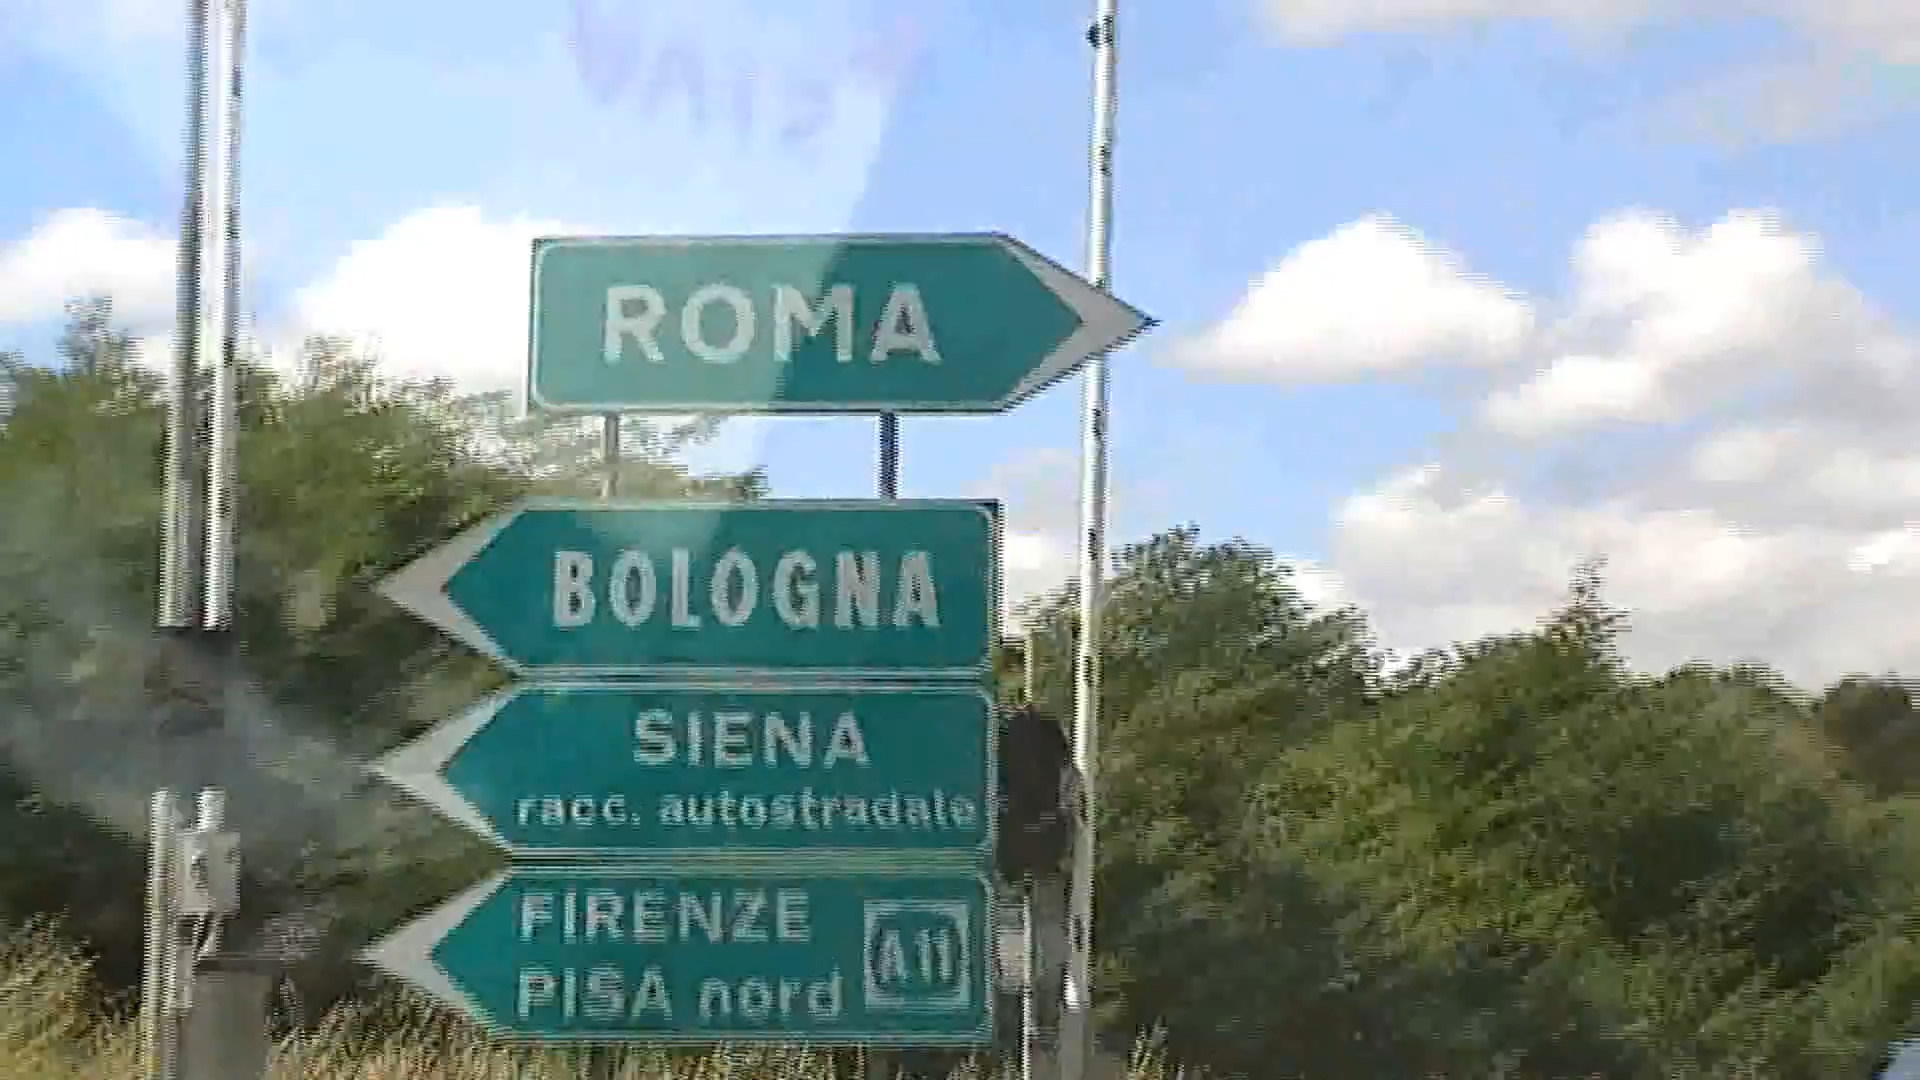 ROMA
BOLOGNA
SIENA
racc. autostradale
FIRENZE
PISA nord
A11